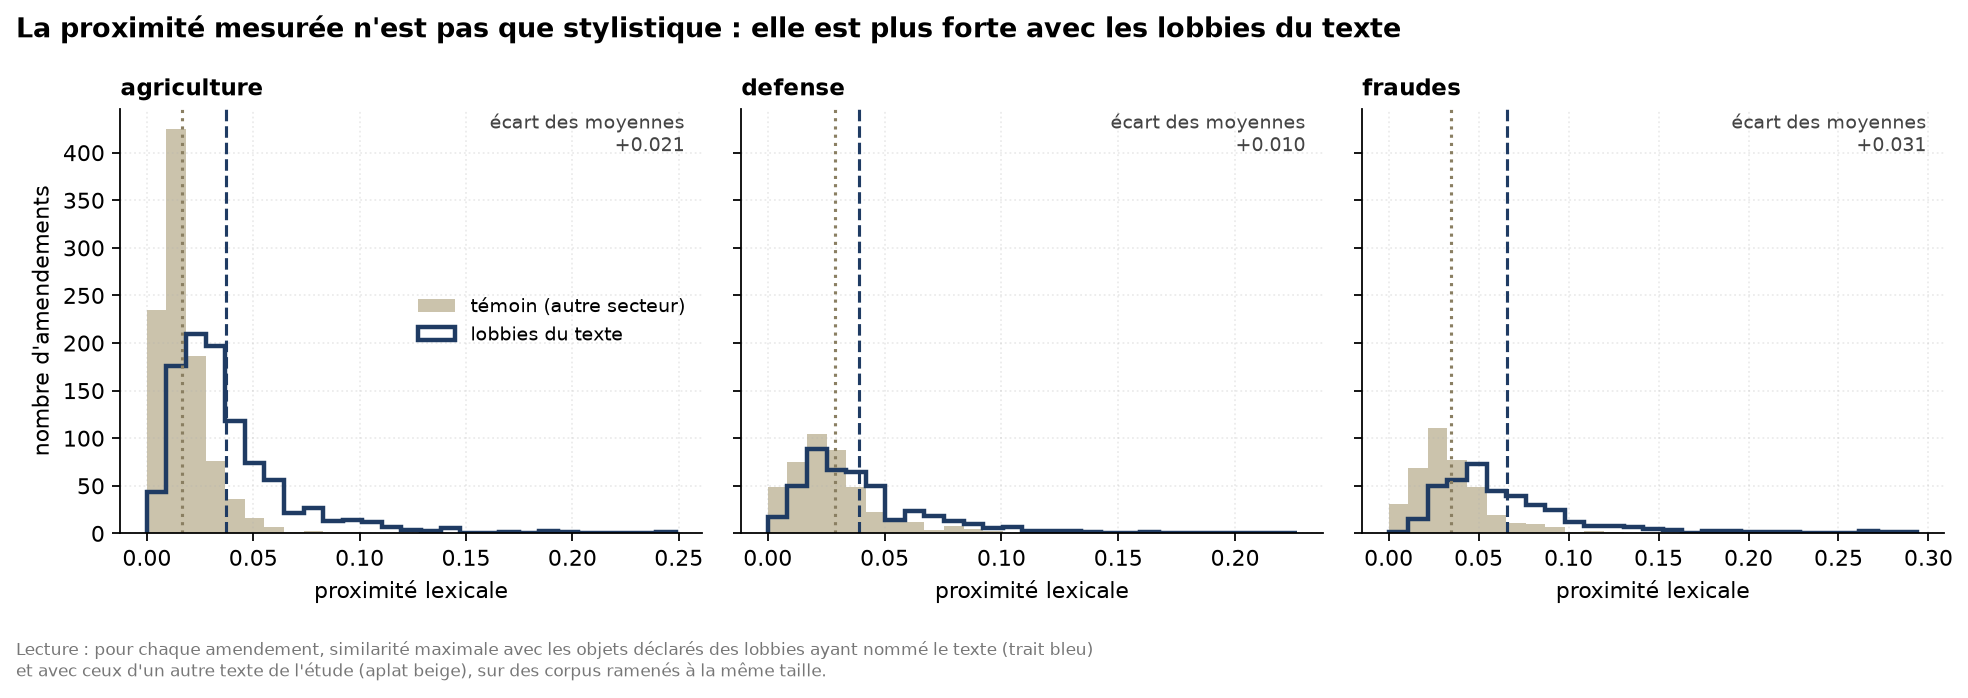 La proximité mesurée n'est pas que stylistique : elle est plus forte avec les lobbies du texte
agriculture
écart des moyennes
+0.021
témoin (autre secteur)
lobbies du texte
nombre d'amendements
400
350
300
250
200
150
100
50
0
0.00 0.05 0.10 0.15 0.20 0.25
proximité lexicale
defense
écart des moyennes
+0.010
0.00 0.05 0.10 0.15 0.20
proximité lexicale
fraudes
écart des moyennes
+0.031
0.00 0.05 0.10 0.15 0.20 0.25 0.30
proximité lexicale
Lecture : pour chaque amendement, similarité maximale avec les objets déclarés des lobbies ayant nommé le texte (trait bleu)
et avec ceux d'un autre texte de l'étude (aplat beige), sur des corpus ramenés à la même taille.